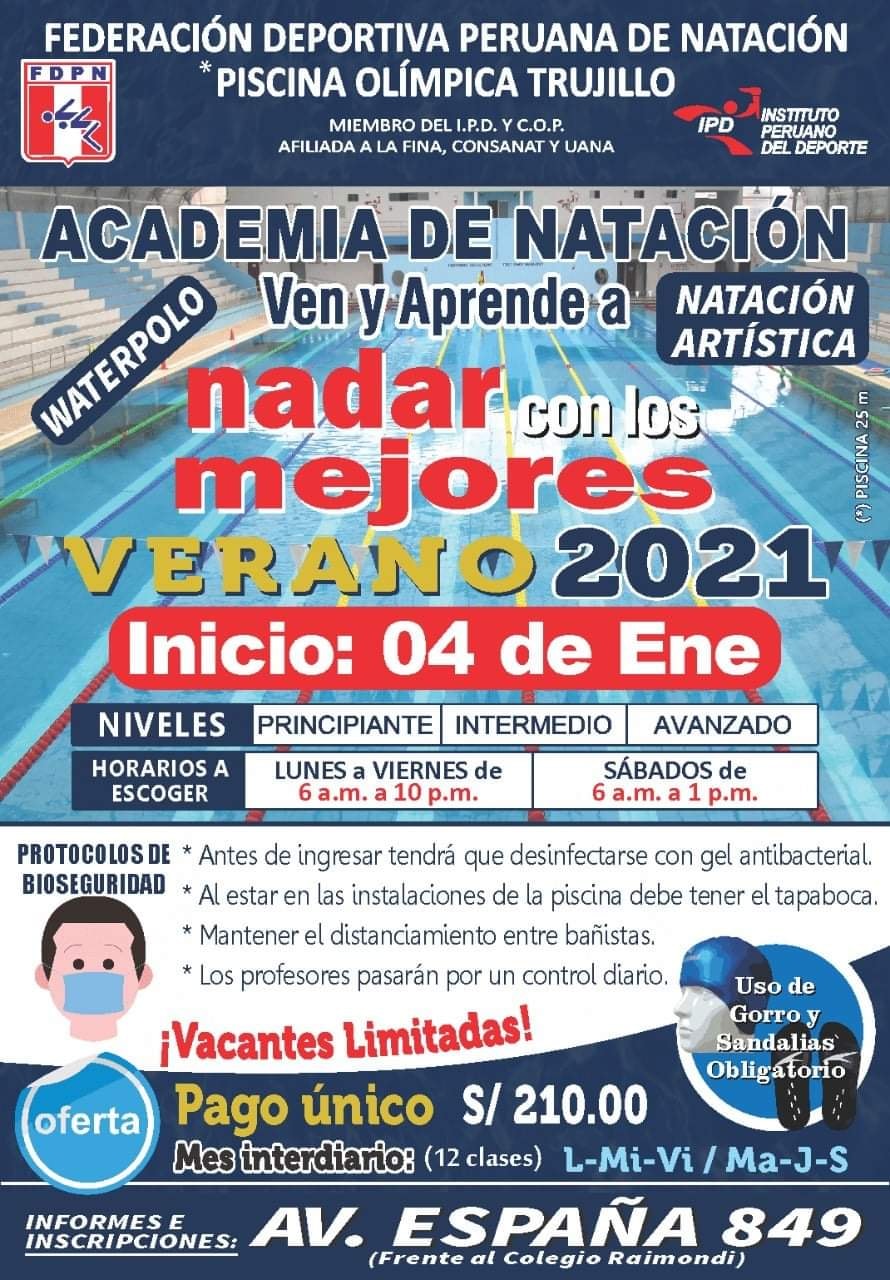 FEDERACIÓN DEPORTIVA PERUANA DE NATACIÓN
*PISCINA OLÍMPICA TRUJILLO
FDPN
MIEMBRO DEL I.P.D. Y C.O.P.
AFILIADA A LA FINA, CONSANAT Y UANA
IPD
INSTITUTO
PERUANO
DEL DEPORTE
ACADEMIA DE NATACIÓN
Ven y Aprende a
WATERPOLO
NATACIÓN
ARTÍSTICA
nadar con los
mejores
(*) PISCINA 25 m
VERANO 2021
Inicio: 04 de Ene
NIVELES PRINCIPIANTE INTERMEDIO AVANZADO
HORARIOS A
ESCOGER
LUNES a VIERNES de
6 a.m. a 10 p.m.
SÁBADOS de
6 a.m. a 1 p.m.
PROTOCOLOS DE
BIOSEGURIDAD
* Antes de ingresar tendrá que desinfectarse con gel antibacterial.
* Al estar en las instalaciones de la piscina debe tener el tapaboca.
* Mantener el distanciamiento entre bañistas.
* Los profesores pasarán por un control diario.
Uso de
Gorro y
Sandalias
Obligatorio
¡Vacantes Limitadas!
oferta
Pago único S/ 210.00
Mes interdiario: (12 clases) L-Mi-Vi / Ma-J-S
INFORMES E
INSCRIPCIONES:
AV. ESPAÑA 849
(Frente al Colegio Raimondi)